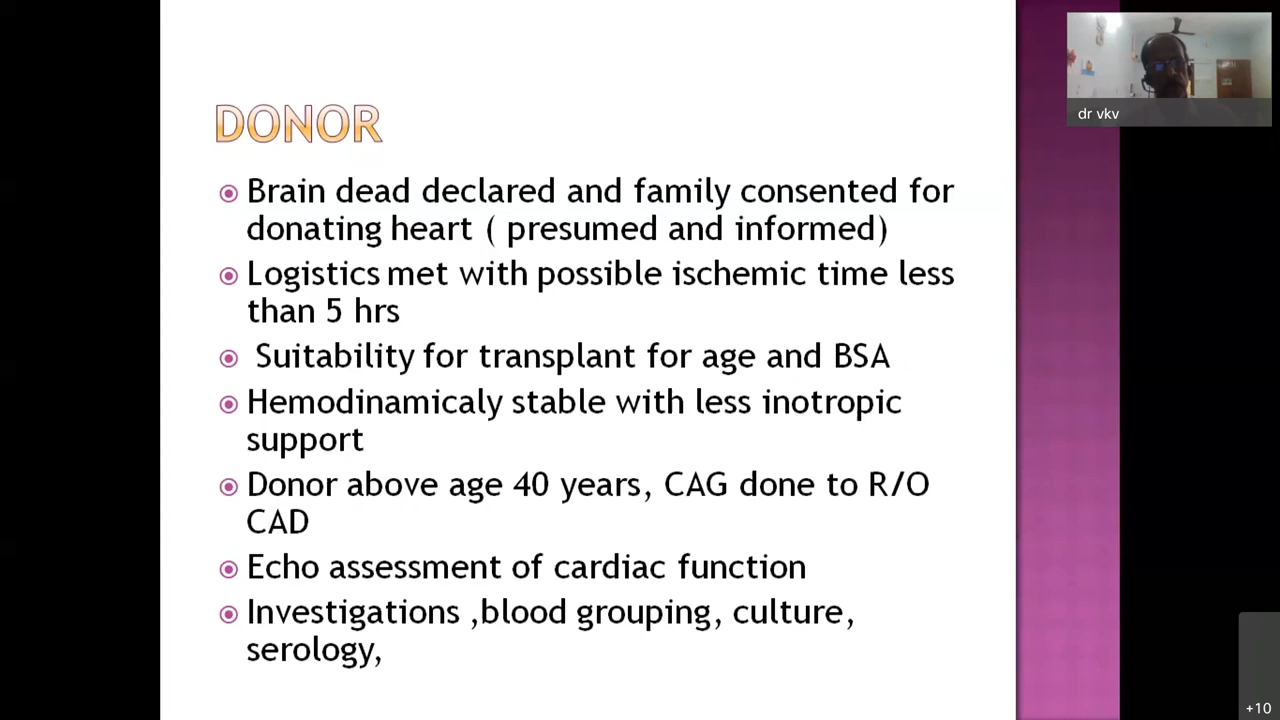 DONOR
Brain dead declared and family consented for
donating heart ( presumed and informed)
Logistics met with possible ischemic time less
than 5 hrs
Suitability for transplant for age and BSA
Hemodinamicaly stable with less inotropic
support
Donor above age 40 years, CAG done to R/O
CAD
Echo assessment of cardiac function
Investigations ,blood grouping, culture,
serology,
dr vkv
+10